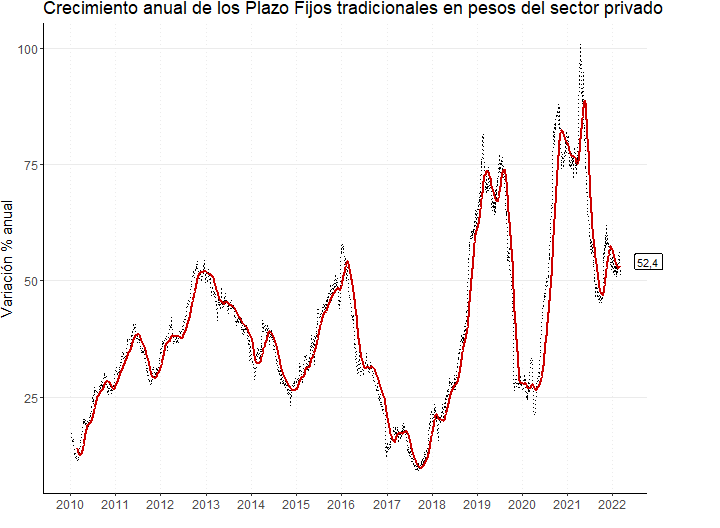 Crecimiento anual de los Plazo Fijos tradicionales en pesos del sector privado
Variación % anual
100
75
50
25
52,4
2010 2011 2012 2013 2014 2015 2016 2017 2018 2019 2020 2021 2022